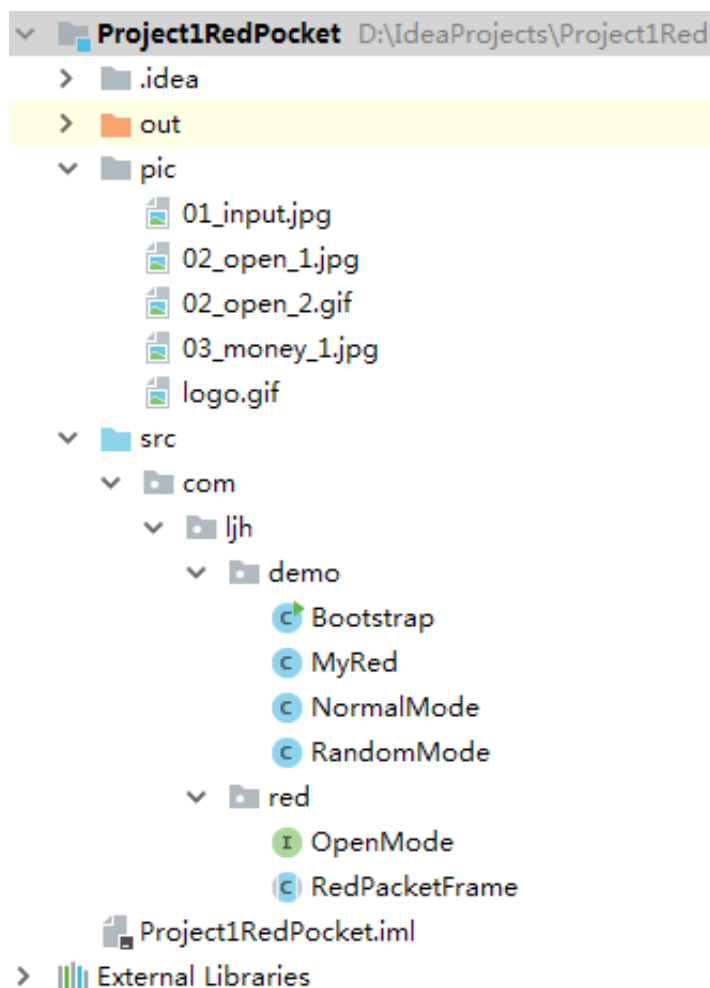 Project1RedPocket D:\IdeaProjects\Project1Red
.idea
out
pic
01_input.jpg
02_open_1.jpg
02_open_2.gif
03_money_1.jpg
logo.gif
src
com
ljh
demo
C Bootstrap
C MyRed
C NormalMode
C RandomMode
red
I OpenMode
C RedPacketFrame
Project1RedPocket.iml
External Libraries